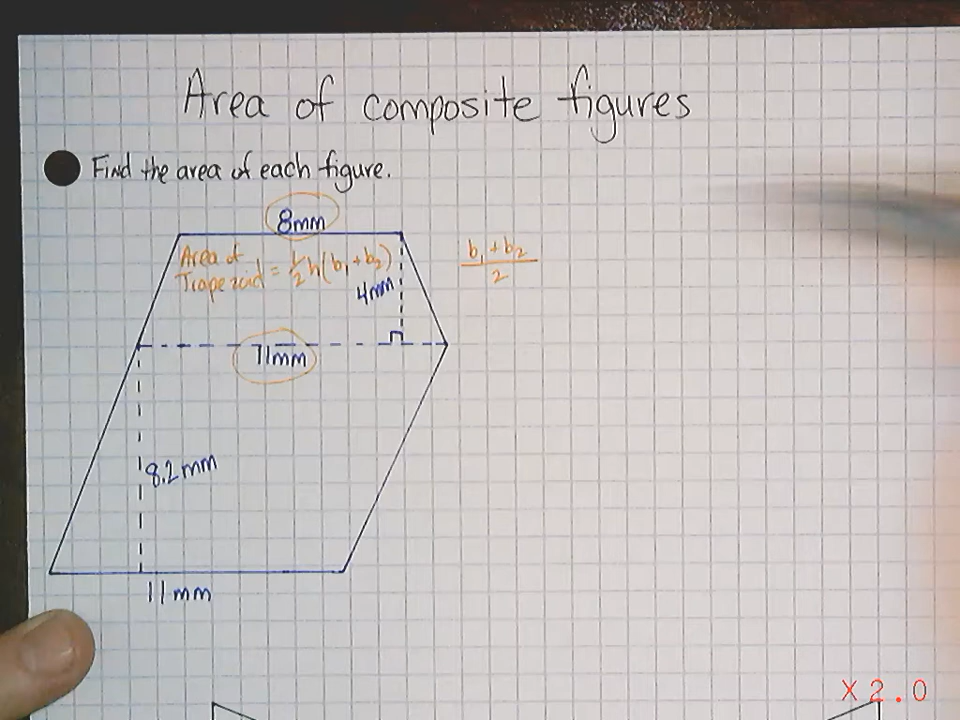 Area of composite figures
Find the area of each figure.
8mm
Area of
Trapezoid = 1/2 h(b₁+b₂)
b₁+b₂
2
4mm
11mm
8.2mm
11mm
X2.0